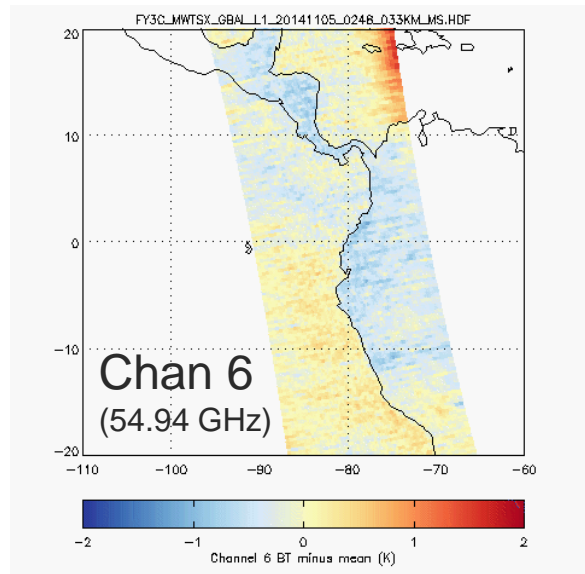 FY3C_MWTSX_GBAL_L1_20141105_0246_033KM_MS.HDF
20
10
0
−10
−20
Chan 6
(54.94 GHz)
−110 −100 −90 −80 −70 −60
−2 −1 0 1 2
Channel 6 BT minus mean (K)